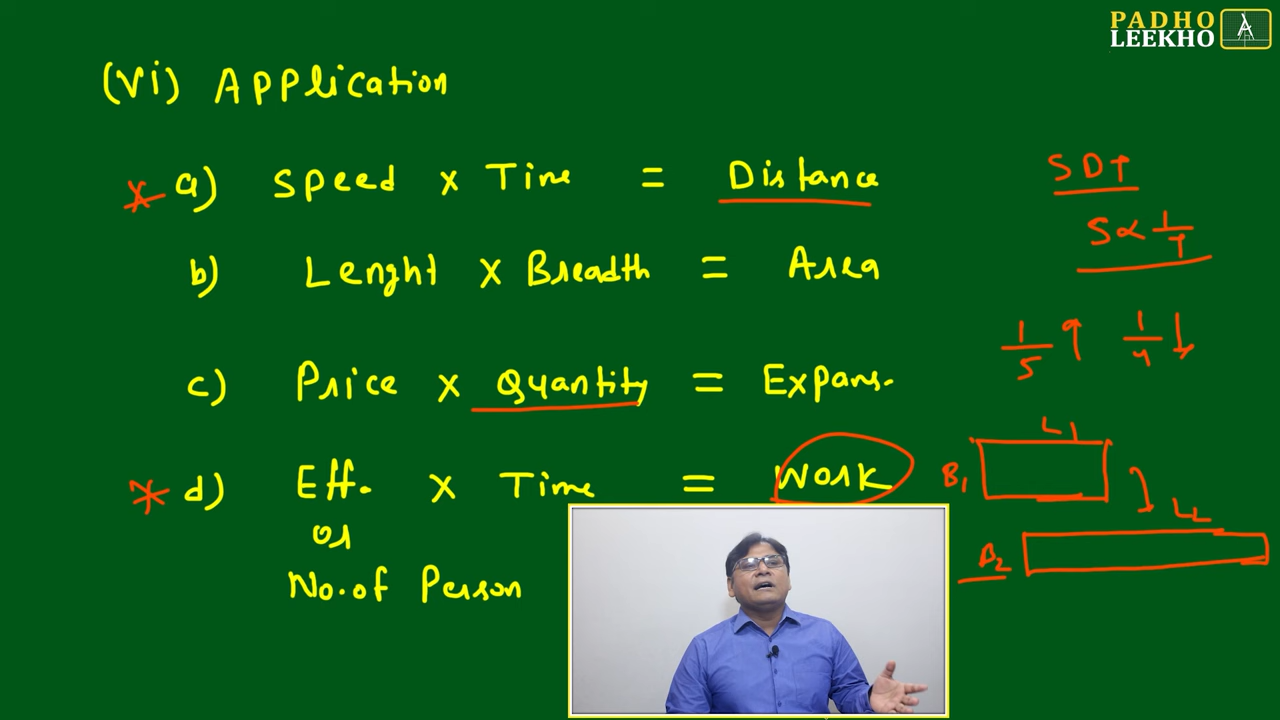 PADHO
LEEKHO
(vi) Application
a) Speed x Time = Distance
b) Lenght x Breadth = Area
c) Price x Quantity = Expans.
d) Eff. x Time = Work
or
No. of Person
SDT
S ∝ 1/T
1/5 ↑ 1/4 ↓
L1
B1
L2
B2